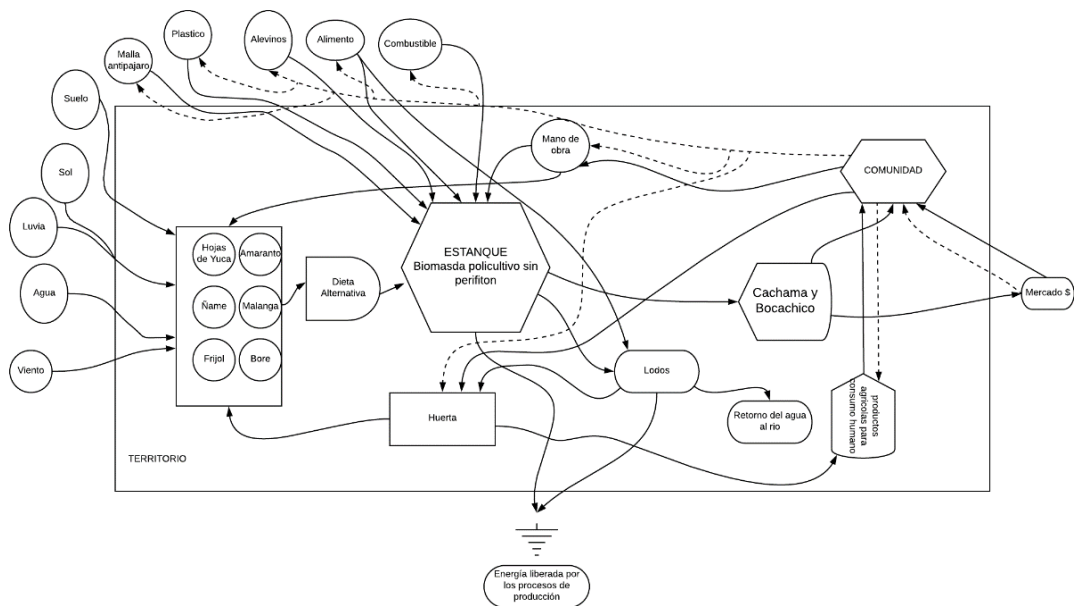 Plastico
Alevinos
Alimento
Combustible
Malla
antipajaro
Suelo
Sol
Luvia
Agua
Viento
Mano de
obra
COMUNIDAD
Hojas
de Yuca
Amaranto
Ñame
Malanga
Frijol
Bore
Dieta
Alternativa
ESTANQUE
Biomasda policultivo sin
perifiton
Cachama y
Bocachico
Mercado $
Lodos
Retorno del agua
al rio
productos
agricolas para
consumo humano
Huerta
TERRITORIO
Energía liberada por
los procesos de
producción